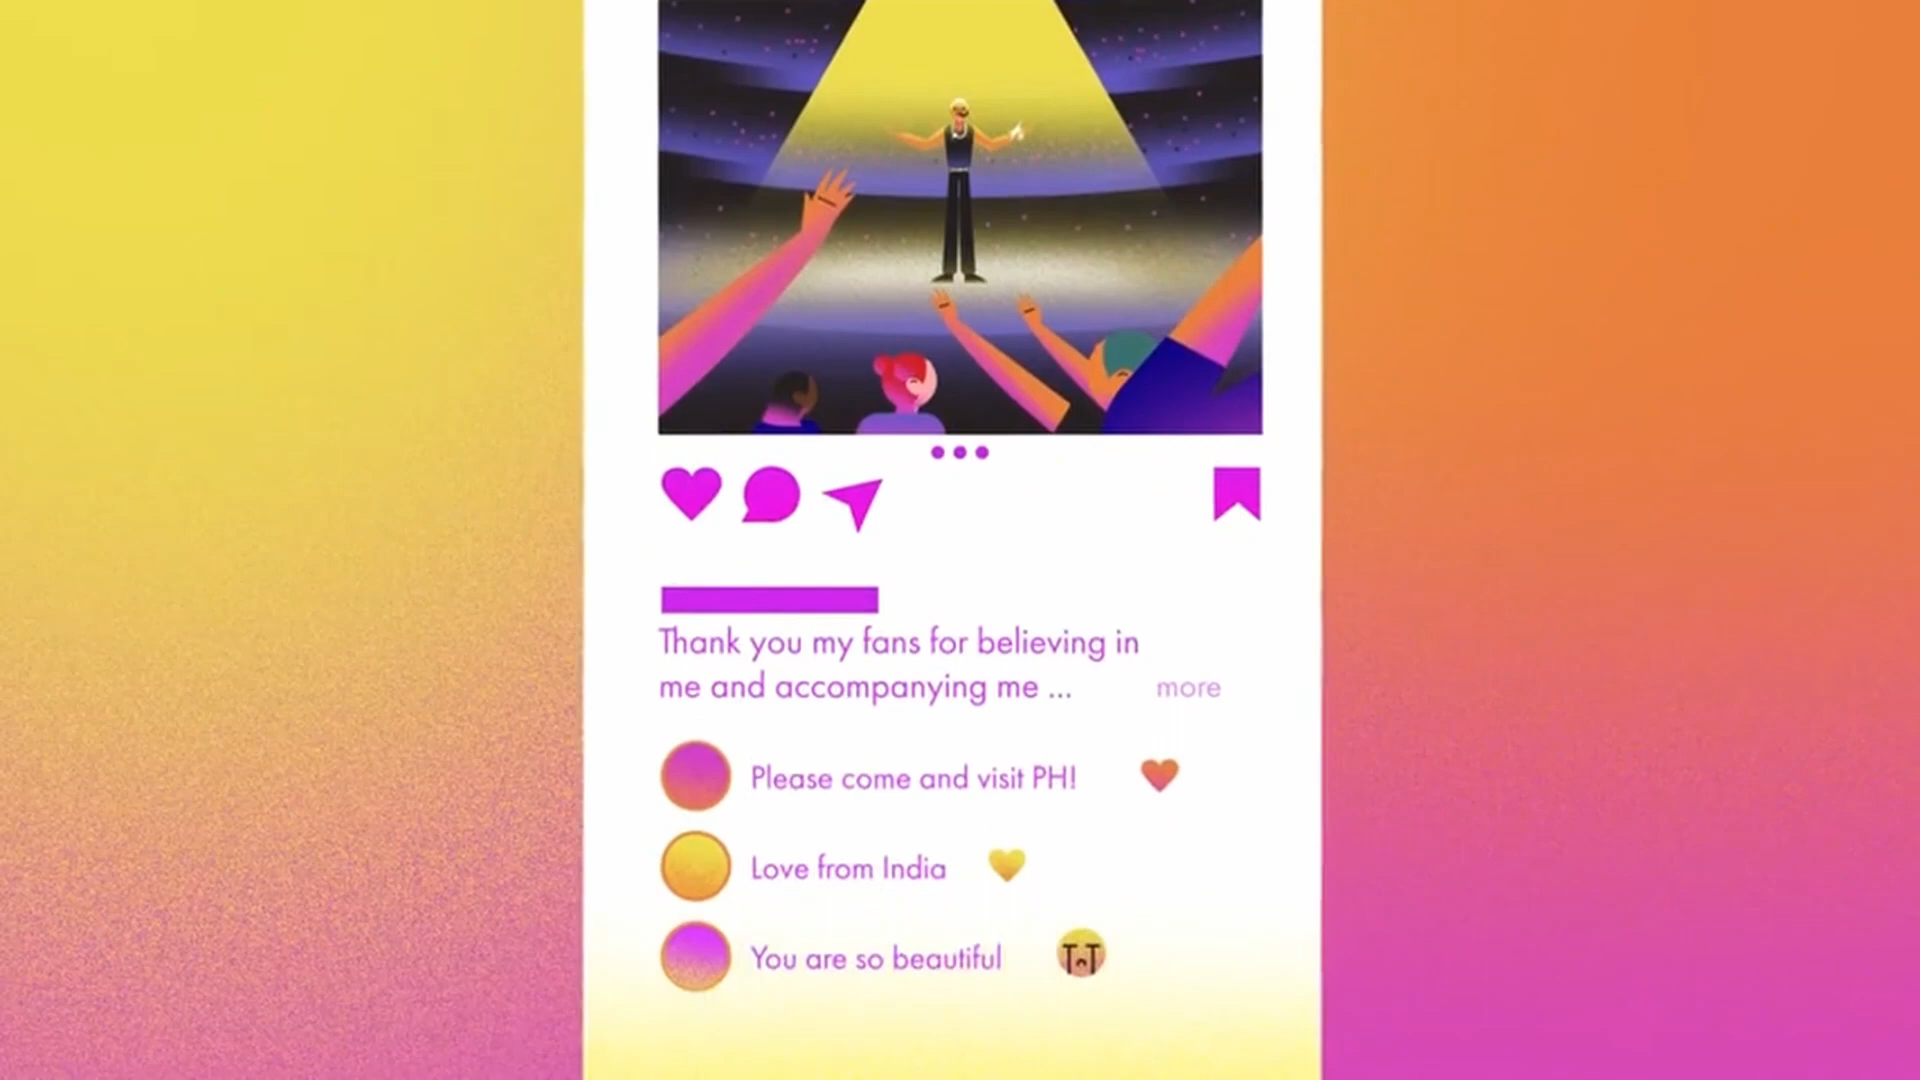 Thank you my fans for believing in
me and accompanying me ... more
Please come and visit PH!
Love from India
You are so beautiful